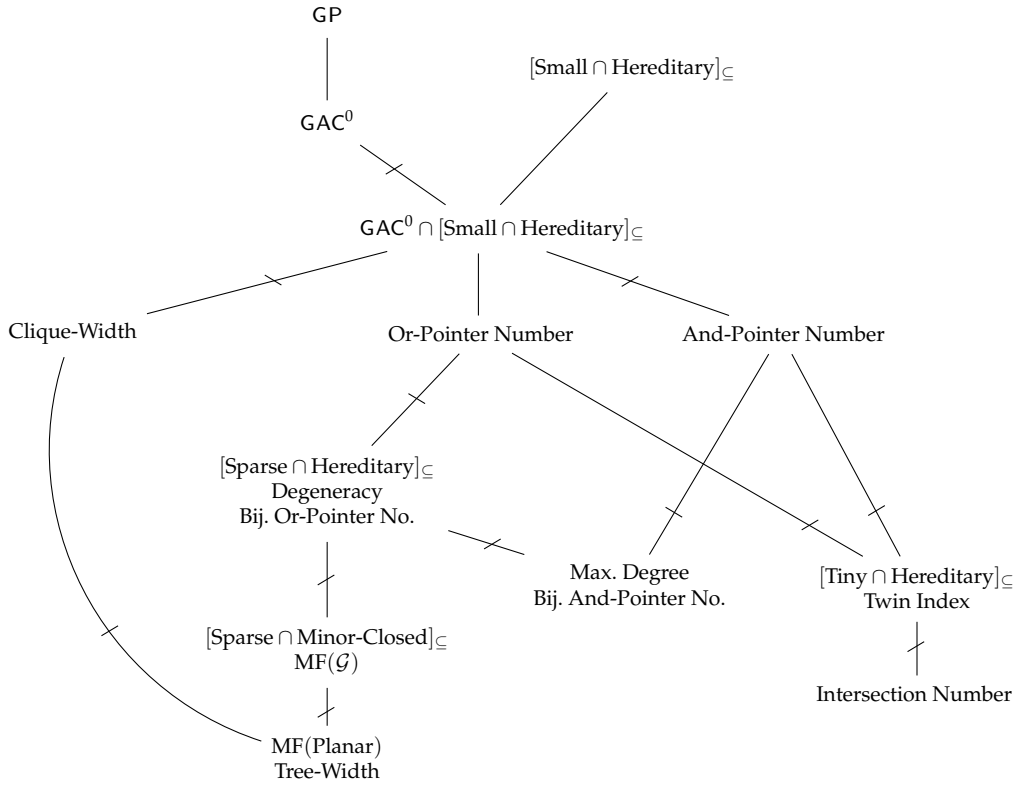 GP
[Small ∩ Hereditary]⊆
GAC⁰
GAC⁰ ∩ [Small ∩ Hereditary]⊆
Clique-Width
Or-Pointer Number
And-Pointer Number
[Sparse ∩ Hereditary]⊆
Degeneracy
Bij. Or-Pointer No.
Max. Degree
Bij. And-Pointer No.
[Tiny ∩ Hereditary]⊆
Twin Index
[Sparse ∩ Minor-Closed]⊆
MF(𝒢)
Intersection Number
MF(Planar)
Tree-Width